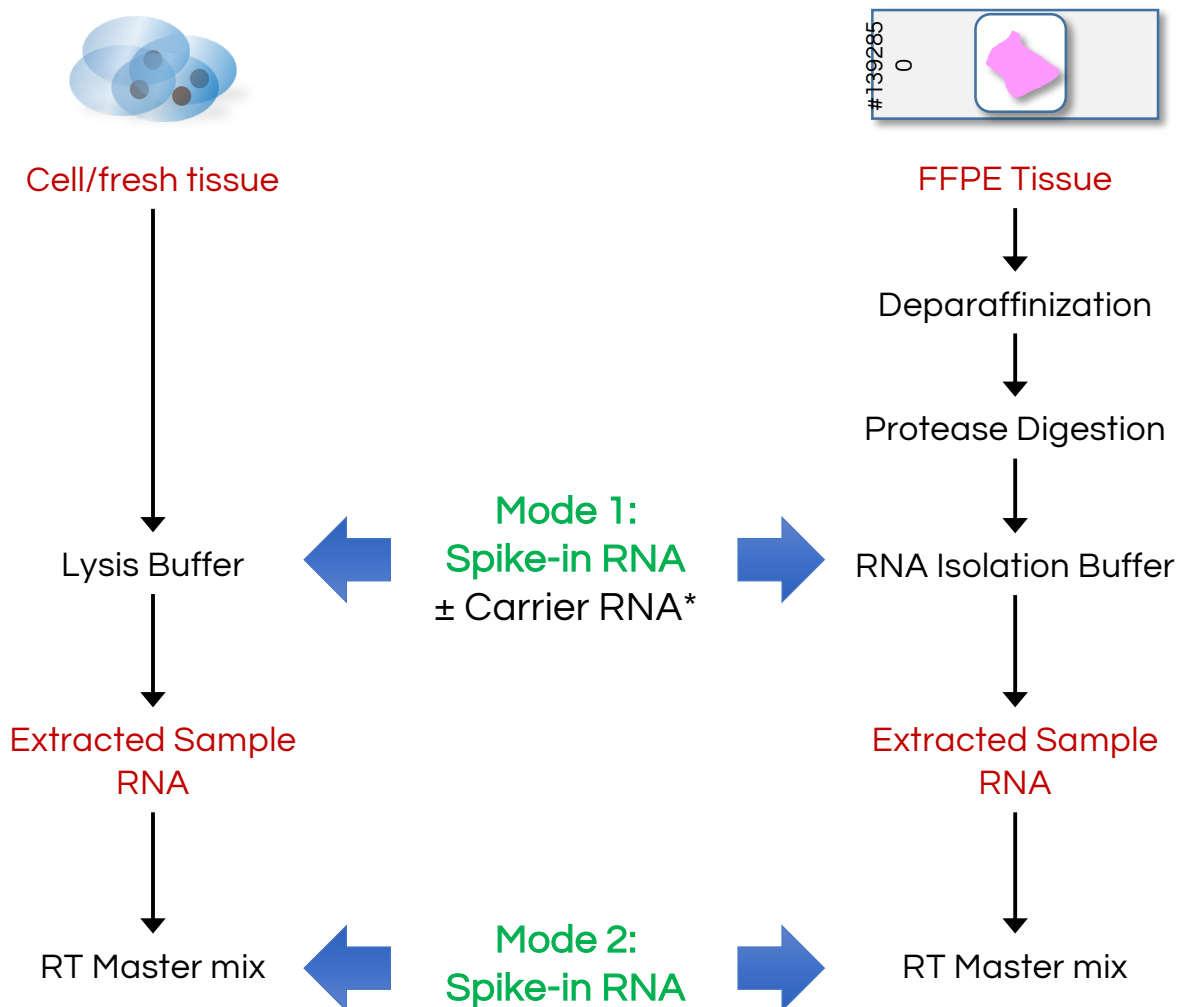 #139285
0
Cell/fresh tissue
FFPE Tissue
Deparaffinization
Protease Digestion
Mode 1:
Spike-in RNA
± Carrier RNA*
Lysis Buffer
RNA Isolation Buffer
Extracted Sample
RNA
Extracted Sample
RNA
Mode 2:
Spike-in RNA
RT Master mix
RT Master mix